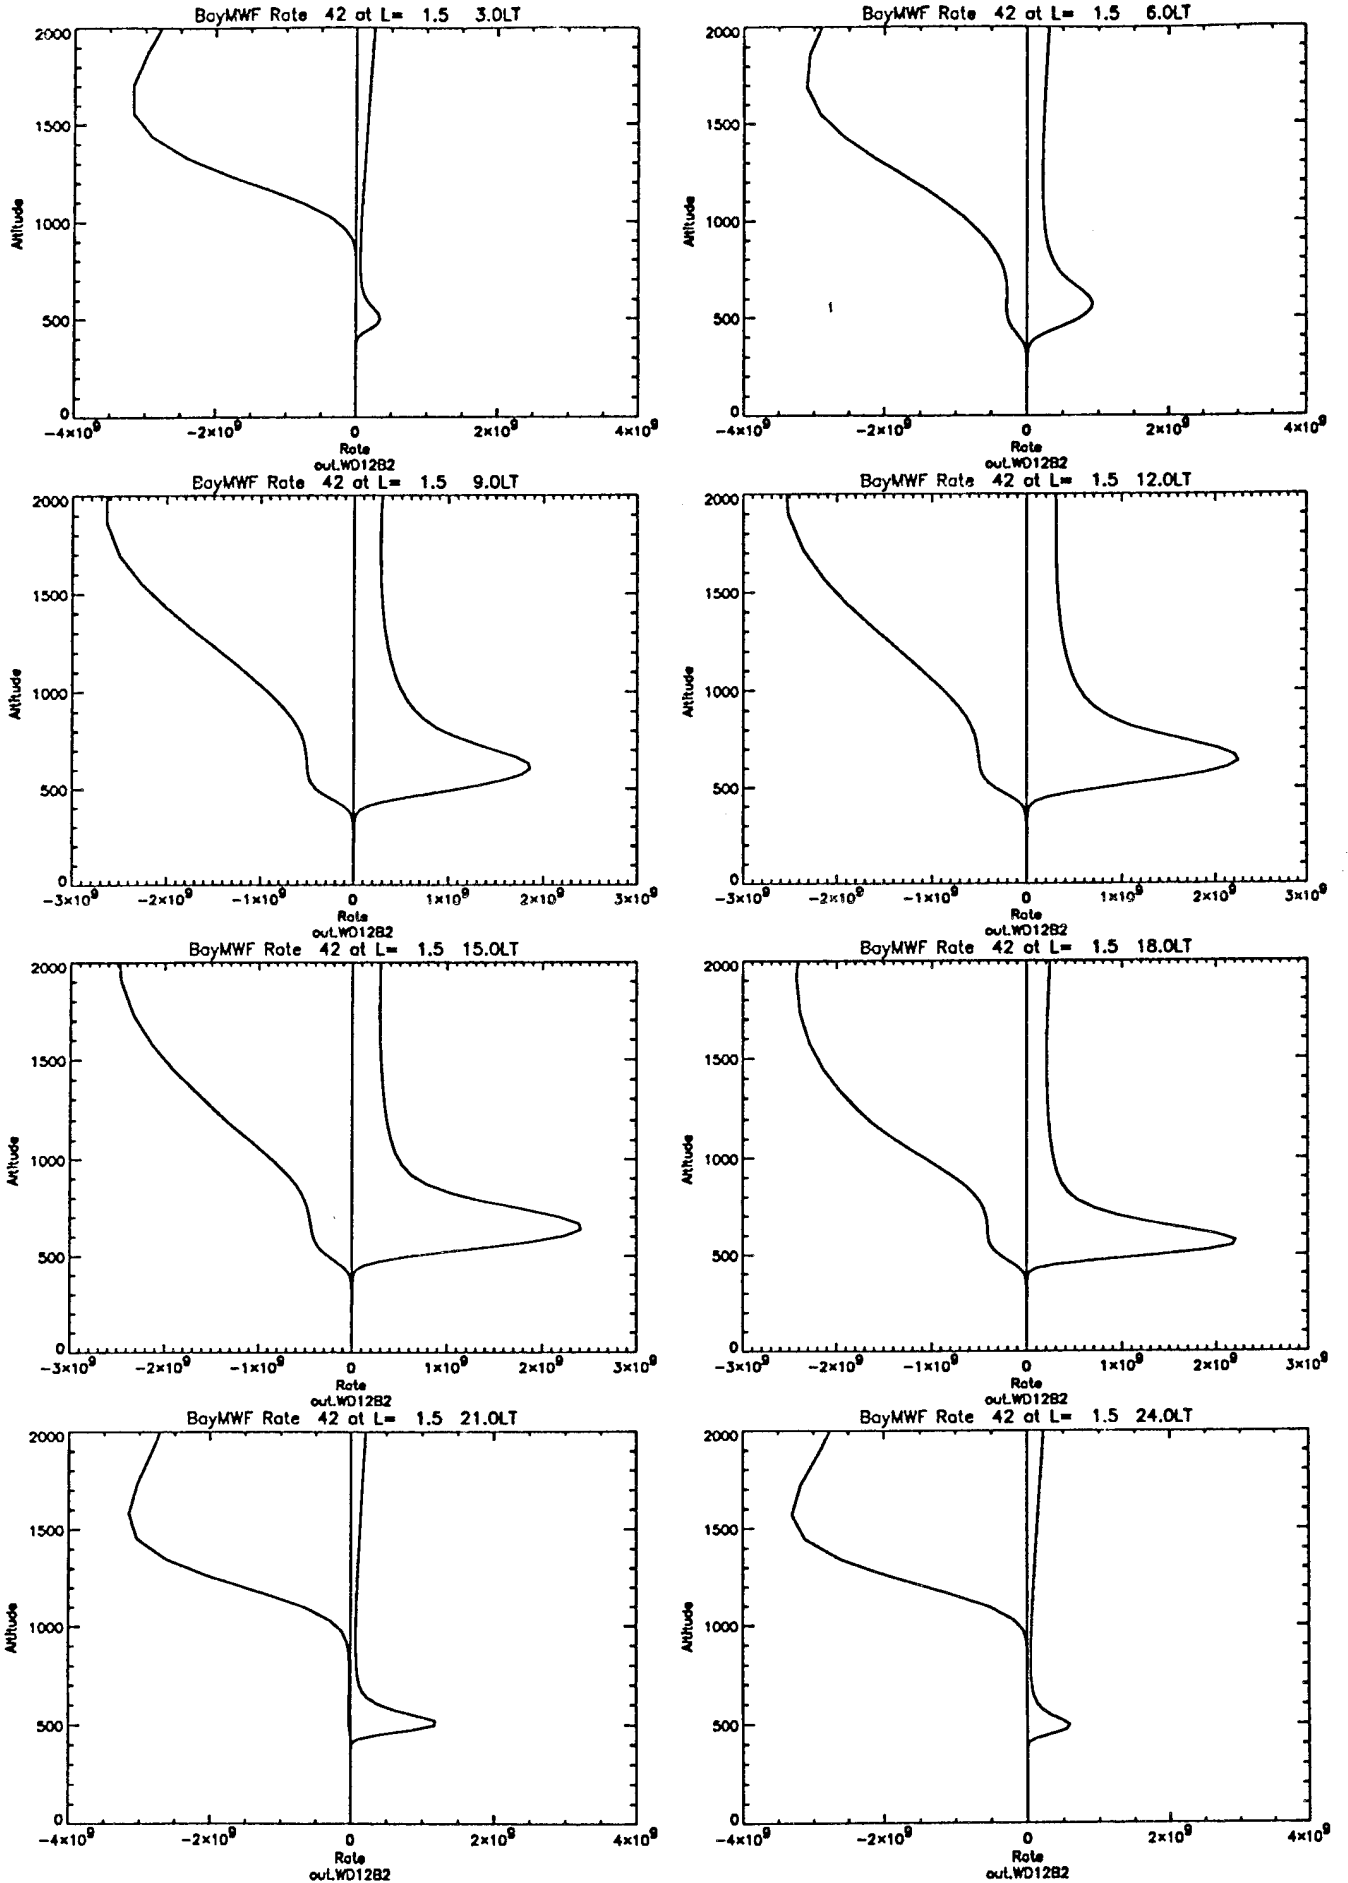 BayMWF Rate 42 at L= 1.5 3.0LT
2000
1500
1000
500
0
Altitude
−4×10⁹ −2×10⁹ 0 2×10⁹ 4×10⁹
Rate
out.WD12B2
BayMWF Rate 42 at L= 1.5 6.0LT
2000
1500
1000
500
0
Altitude
−4×10⁹ −2×10⁹ 0 2×10⁹ 4×10⁹
Rate
out.WD12B2
BayMWF Rate 42 at L= 1.5 9.0LT
2000
1500
1000
500
0
Altitude
−3×10⁹ −2×10⁹ −1×10⁹ 0 1×10⁹ 2×10⁹ 3×10⁹
Rate
out.WD12B2
BayMWF Rate 42 at L= 1.5 12.0LT
2000
1500
1000
500
0
Altitude
−3×10⁹ −2×10⁹ −1×10⁹ 0 1×10⁹ 2×10⁹ 3×10⁹
Rate
out.WD12B2
BayMWF Rate 42 at L= 1.5 15.0LT
2000
1500
1000
500
0
Altitude
−3×10⁹ −2×10⁹ −1×10⁹ 0 1×10⁹ 2×10⁹ 3×10⁹
Rate
out.WD12B2
BayMWF Rate 42 at L= 1.5 18.0LT
2000
1500
1000
500
0
Altitude
−3×10⁹ −2×10⁹ −1×10⁹ 0 1×10⁹ 2×10⁹ 3×10⁹
Rate
out.WD12B2
BayMWF Rate 42 at L= 1.5 21.0LT
2000
1500
1000
500
0
Altitude
−4×10⁹ −2×10⁹ 0 2×10⁹ 4×10⁹
Rate
out.WD12B2
BayMWF Rate 42 at L= 1.5 24.0LT
2000
1500
1000
500
0
Altitude
−4×10⁹ −2×10⁹ 0 2×10⁹ 4×10⁹
Rate
out.WD12B2